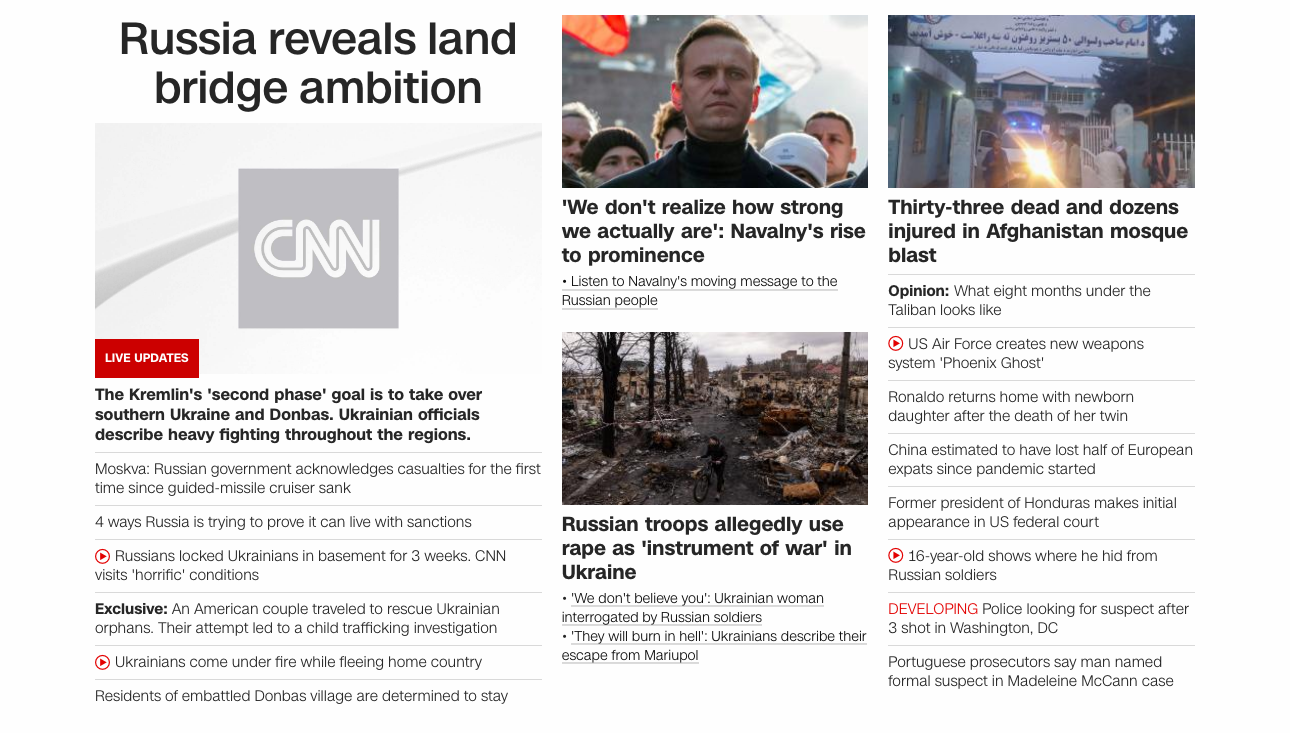 Russia reveals land
bridge ambition
CNN
LIVE UPDATES
The Kremlin's 'second phase' goal is to take over
southern Ukraine and Donbas. Ukrainian officials
describe heavy fighting throughout the regions.
Moskva: Russian government acknowledges casualties for the first
time since guided-missile cruiser sank
4 ways Russia is trying to prove it can live with sanctions
Russians locked Ukrainians in basement for 3 weeks. CNN
visits 'horrific' conditions
Exclusive: An American couple traveled to rescue Ukrainian
orphans. Their attempt led to a child trafficking investigation
Ukrainians come under fire while fleeing home country
Residents of embattled Donbas village are determined to stay
'We don't realize how strong
we actually are': Navalny's rise
to prominence
• Listen to Navalny's moving message to the
Russian people
Russian troops allegedly use
rape as 'instrument of war' in
Ukraine
• 'We don't believe you': Ukrainian woman
interrogated by Russian soldiers
• 'They will burn in hell': Ukrainians describe their
escape from Mariupol
Thirty-three dead and dozens
injured in Afghanistan mosque
blast
Opinion: What eight months under the
Taliban looks like
US Air Force creates new weapons
system 'Phoenix Ghost'
Ronaldo returns home with newborn
daughter after the death of her twin
China estimated to have lost half of European
expats since pandemic started
Former president of Honduras makes initial
appearance in US federal court
16-year-old shows where he hid from
Russian soldiers
DEVELOPING Police looking for suspect after
3 shot in Washington, DC
Portuguese prosecutors say man named
formal suspect in Madeleine McCann case